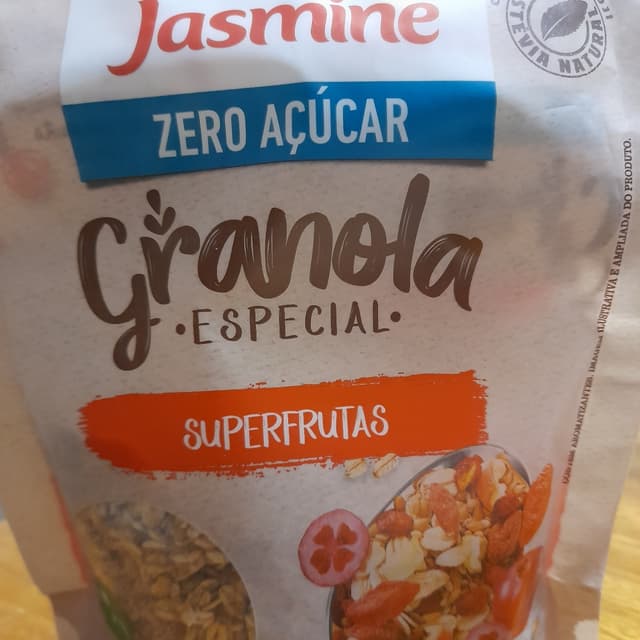 Jasmine
STEVIA NATURAL
ZERO AÇÚCAR
Granola
•ESPECIAL•
SUPERFRUTAS
ILUSTRATIVA E AMPLIADA DO PRODUTO.